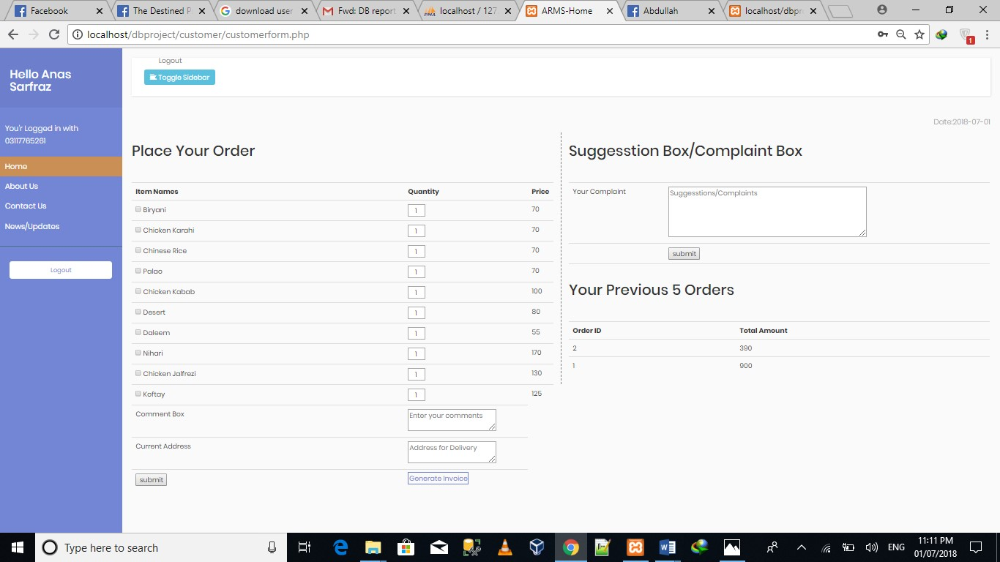 Facebook
The Destined P
download user
Fwd: DB report
localhost / 127.
ARMS-Home
Abdullah
localhost/dbpr
localhost/dbproject/customer/customerform.php
1
Hello Anas
Sarfraz
You'r Logged in with
03117765261
Home
About Us
Contact Us
News/Updates
Logout
Logout
Toggle Sidebar
Date:2018-07-01
Place Your Order
Item Names Quantity Price
Biryani 1 70
Chicken Karahi 1 70
Chinese Rice 1 70
Palao 1 70
Chicken Kabab 1 100
Desert 1 80
Daleem 1 55
Nihari 1 170
Chicken Jalfrezi 1 130
Koftay 1 125
Comment Box Enter your comments
Current Address Address for Delivery
submit Generate Invoice
Suggesstion Box/Complaint Box
Your Complaint Suggesstions/Complaints
submit
Your Previous 5 Orders
Order ID Total Amount
2 390
1 900
Type here to search
ENG
11:11 PM
01/07/2018